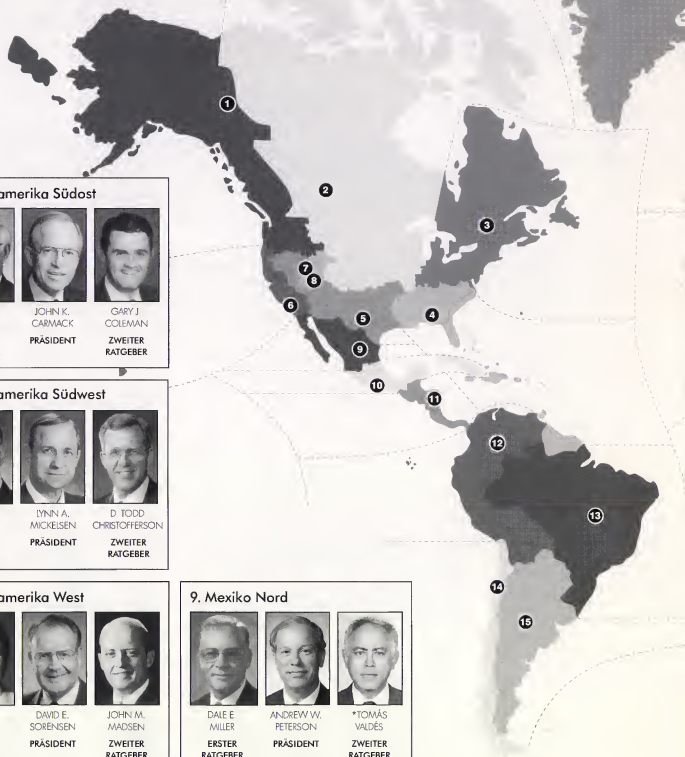 1
2
3
7
8
6
5
4
9
10
11
12
13
14
15
amerika Südost
JOHN K.
CARMACK
PRÄSIDENT
GARY J.
COLEMAN
ZWEITER
RATGEBER
amerika Südwest
LYNN A.
MICKELSEN
PRÄSIDENT
D TODD
CHRISTOFFERSON
ZWEITER
RATGEBER
amerika West
DAVID E.
SORENSEN
PRÄSIDENT
JOHN M.
MADSEN
ZWEITER
RATGEBER
9. Mexiko Nord
DALE E
MILLER
ERSTER
RATGEBER
ANDREW W.
PETERSON
PRÄSIDENT
*TOMÁS
VALDÉS
ZWEITER
RATGEBER